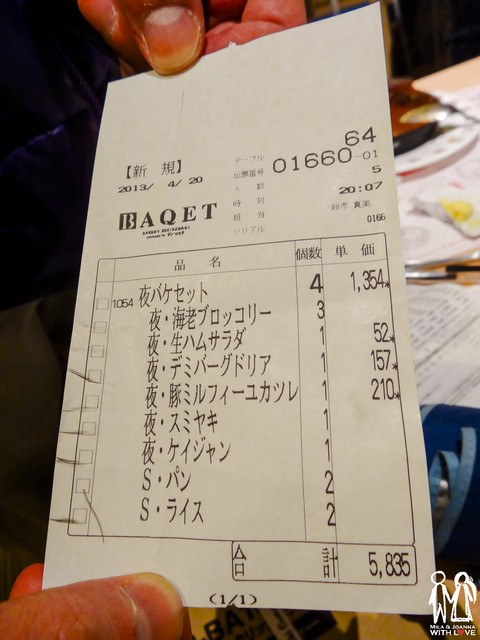 テーブル 64
【新 規】 伝票番号 01660-01
2013/ 4/20 人 数 5
時 刻 20:07
BAQET 担 当 鈴木 真美
シリアル 0166
品 名 個数 単 価
1054 夜バケセット 4 1,354*
夜・海老ブロッコリー 3
夜・生ハムサラダ 1 52*
夜・デミバーグドリア 1 157*
夜・豚ミルフィーユカツレ 1 210*
夜・スミヤキ 1
夜・ケイジャン 1
S・パン 2
S・ライス 2
合 計 5,835
(1/1)
MILA & JOANNA
WITH LOVE